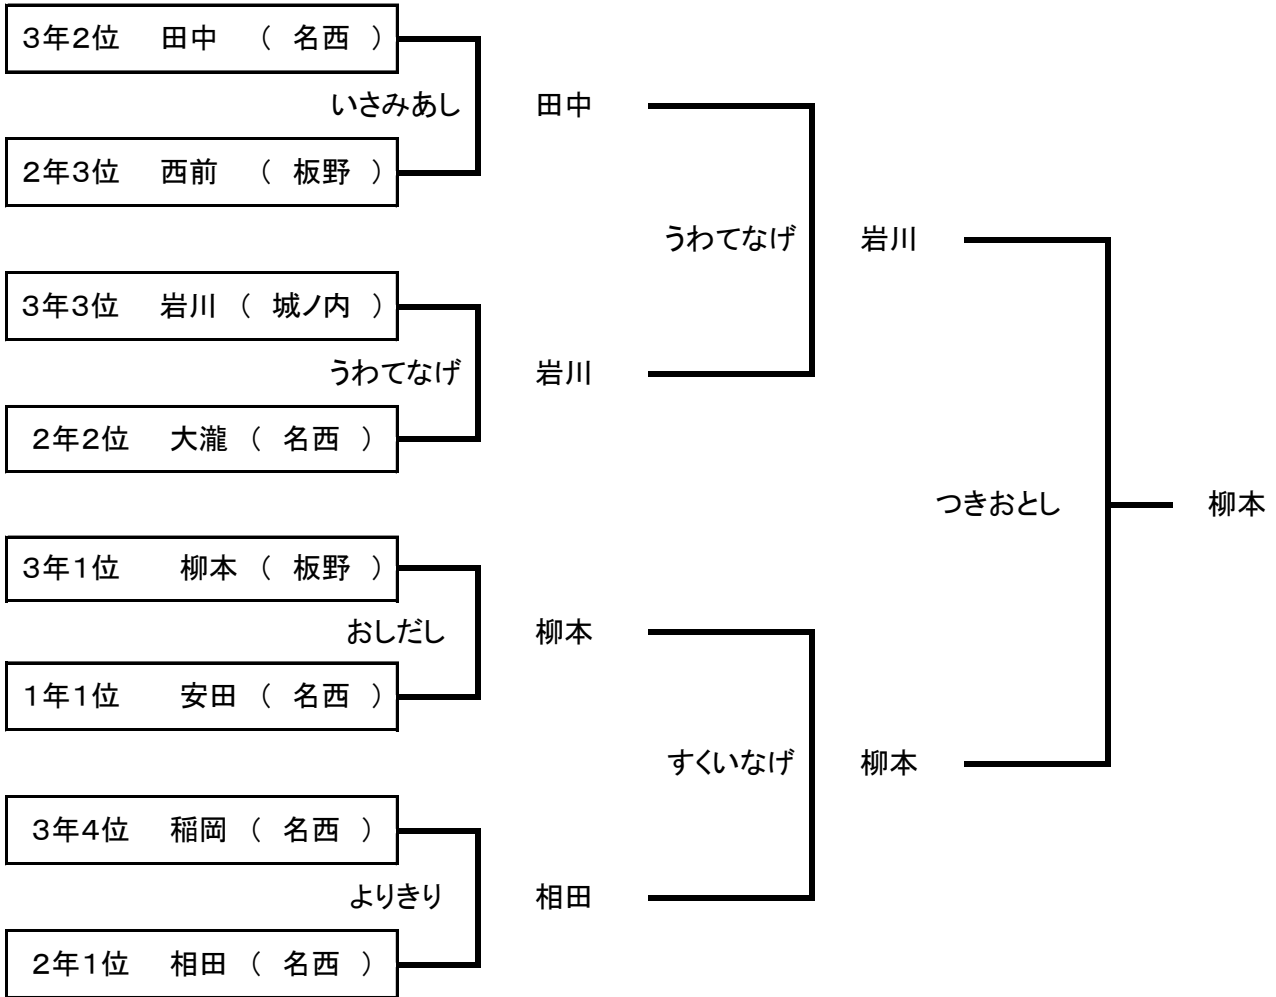 3年2位 田中 ( 名西 )
いさみあし 田中
2年3位 西前 ( 板野 )
うわてなげ 岩川
3年3位 岩川 ( 城ノ内 )
うわてなげ 岩川
2年2位 大瀧 ( 名西 )
つきおとし 柳本
3年1位 柳本 ( 板野 )
おしだし 柳本
1年1位 安田 ( 名西 )
すくいなげ 柳本
3年4位 稲岡 ( 名西 )
よりきり 相田
2年1位 相田 ( 名西 )